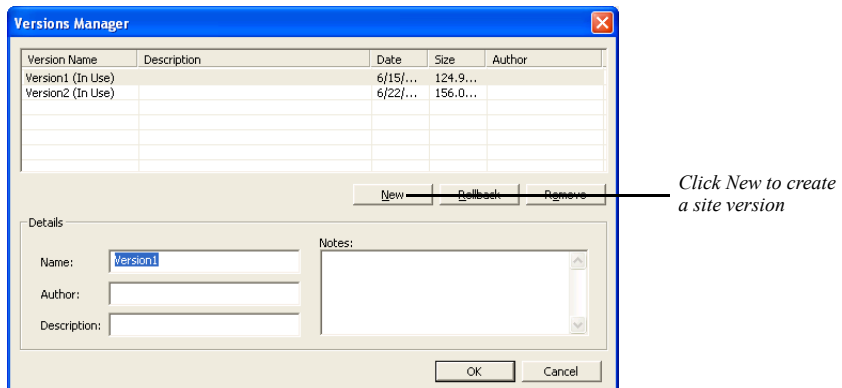 Versions Manager
Version Name Description Date Size Author
Version1 (In Use) 6/15/... 124.9...
Version2 (In Use) 6/22/... 156.0...
New Rollback Remove
Click New to create
a site version
Details
Name: Version1
Notes:
Author:
Description:
OK Cancel